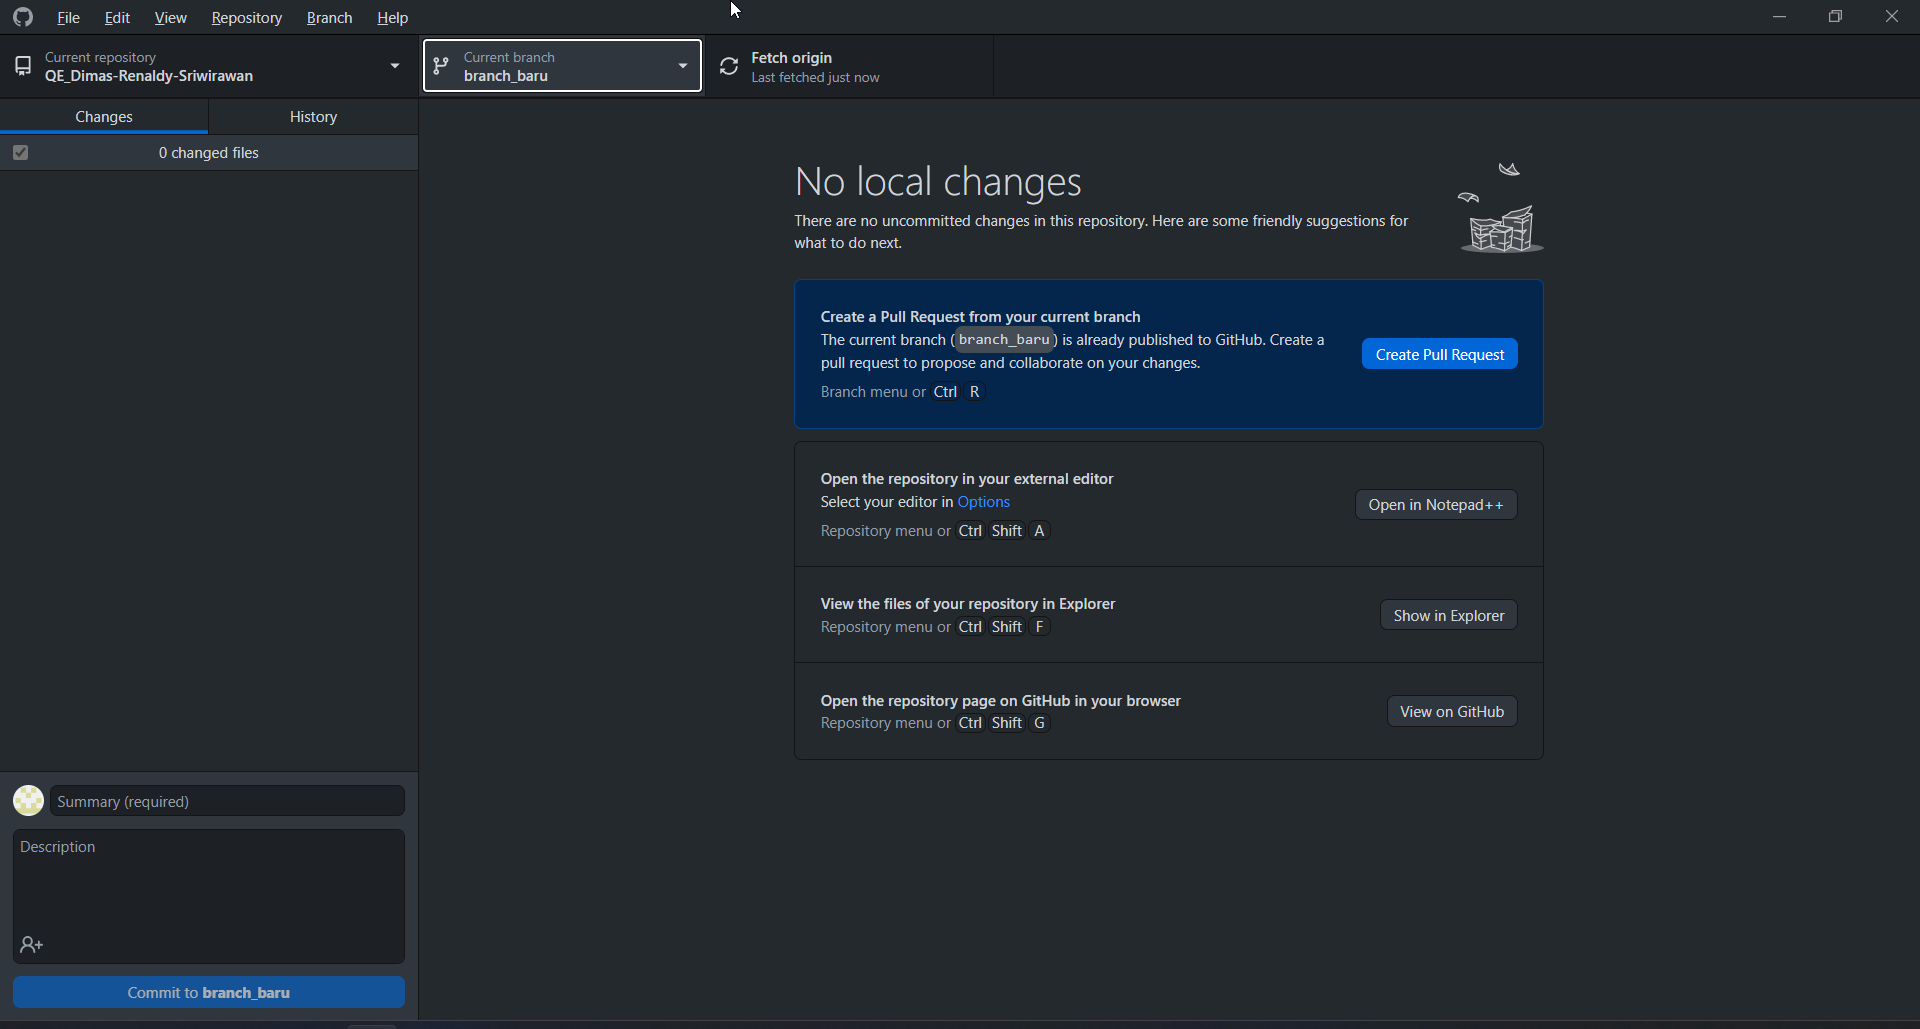 File Edit View Repository Branch Help
Current repository
QE_Dimas-Renaldy-Sriwirawan
Current branch
branch_baru
Fetch origin
Last fetched just now
Changes
History
0 changed files
No local changes
There are no uncommitted changes in this repository. Here are some friendly suggestions for
what to do next.
Create a Pull Request from your current branch
The current branch ( branch_baru ) is already published to GitHub. Create a
pull request to propose and collaborate on your changes.
Branch menu or Ctrl R
Create Pull Request
Open the repository in your external editor
Select your editor in Options
Repository menu or Ctrl Shift A
Open in Notepad++
View the files of your repository in Explorer
Repository menu or Ctrl Shift F
Show in Explorer
Open the repository page on GitHub in your browser
Repository menu or Ctrl Shift G
View on GitHub
Summary (required)
Description
Commit to branch_baru